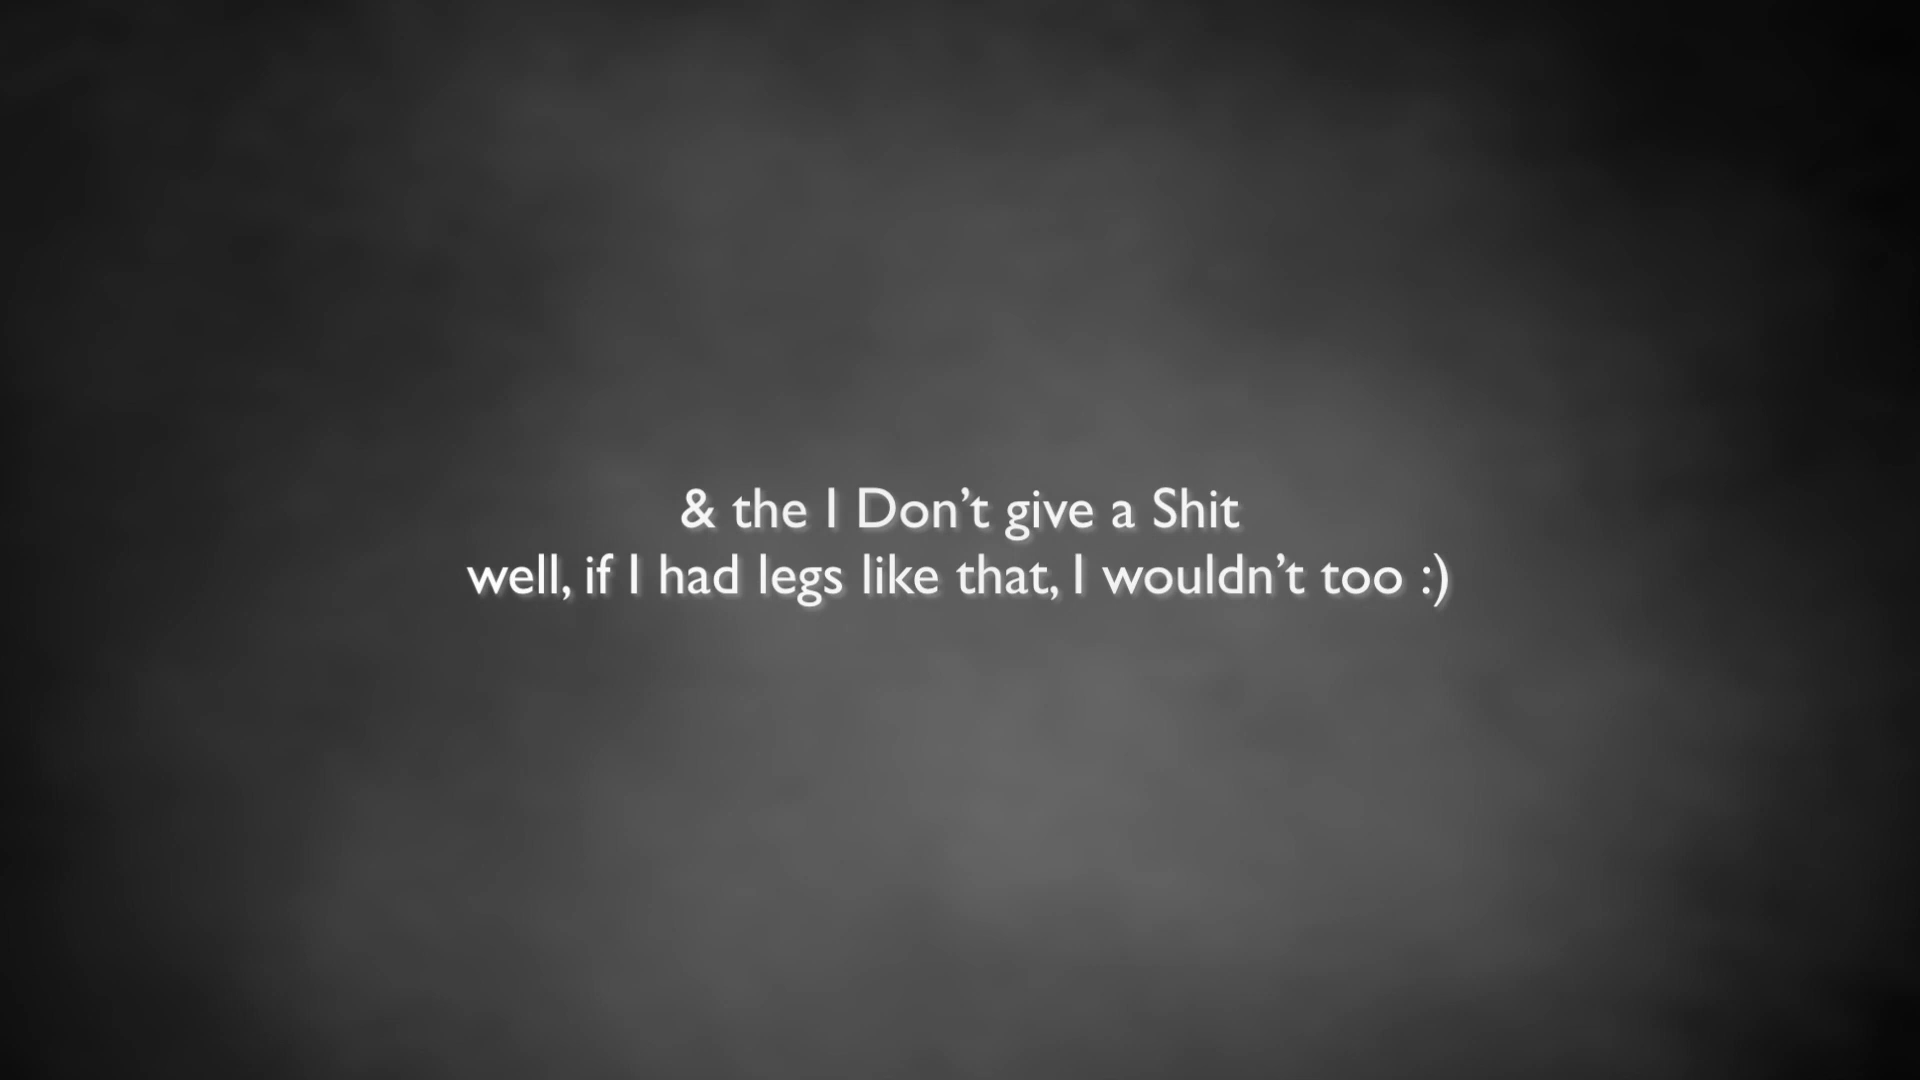 & the I Don’t give a Shit
well, if I had legs like that, I wouldn’t too :)